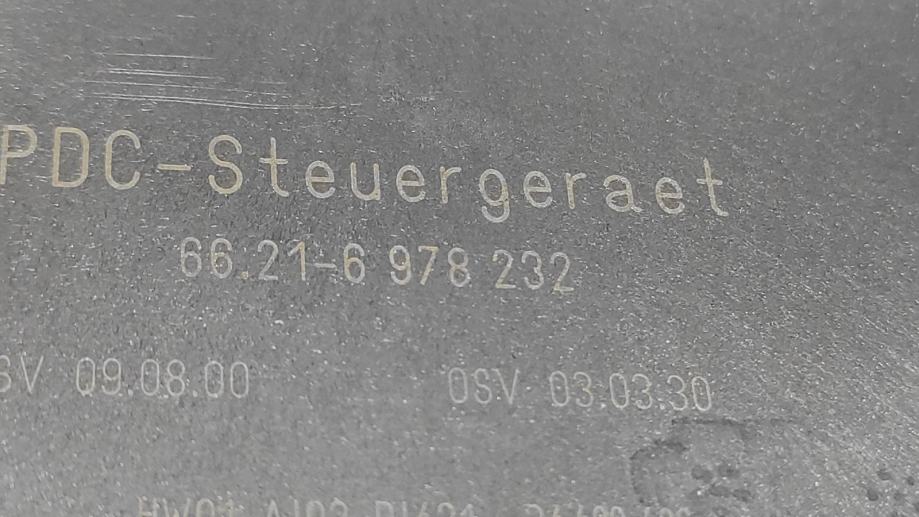 PDC-Steuergeraet
66.21-6 978 232
SV 09.08.00 OSV 03.03.30